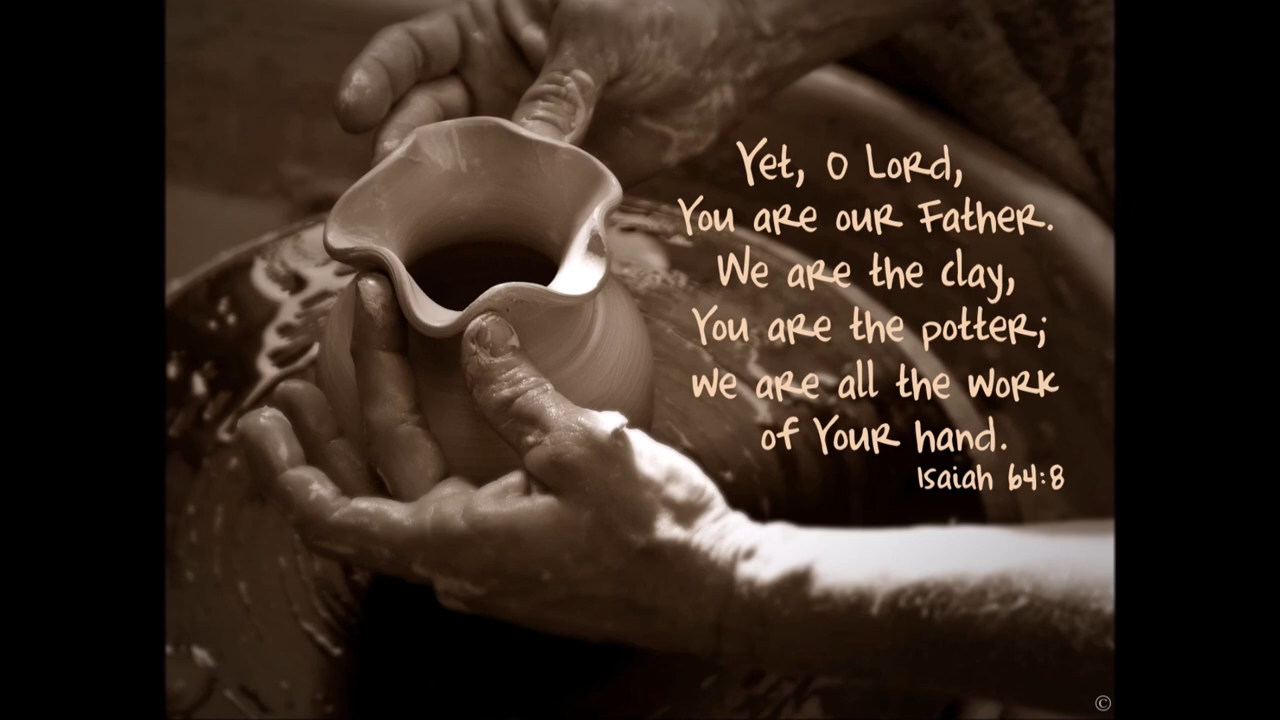 Yet, O Lord,
You are our Father.
We are the clay,
You are the potter;
we are all the work
of Your hand.
Isaiah 64:8
©